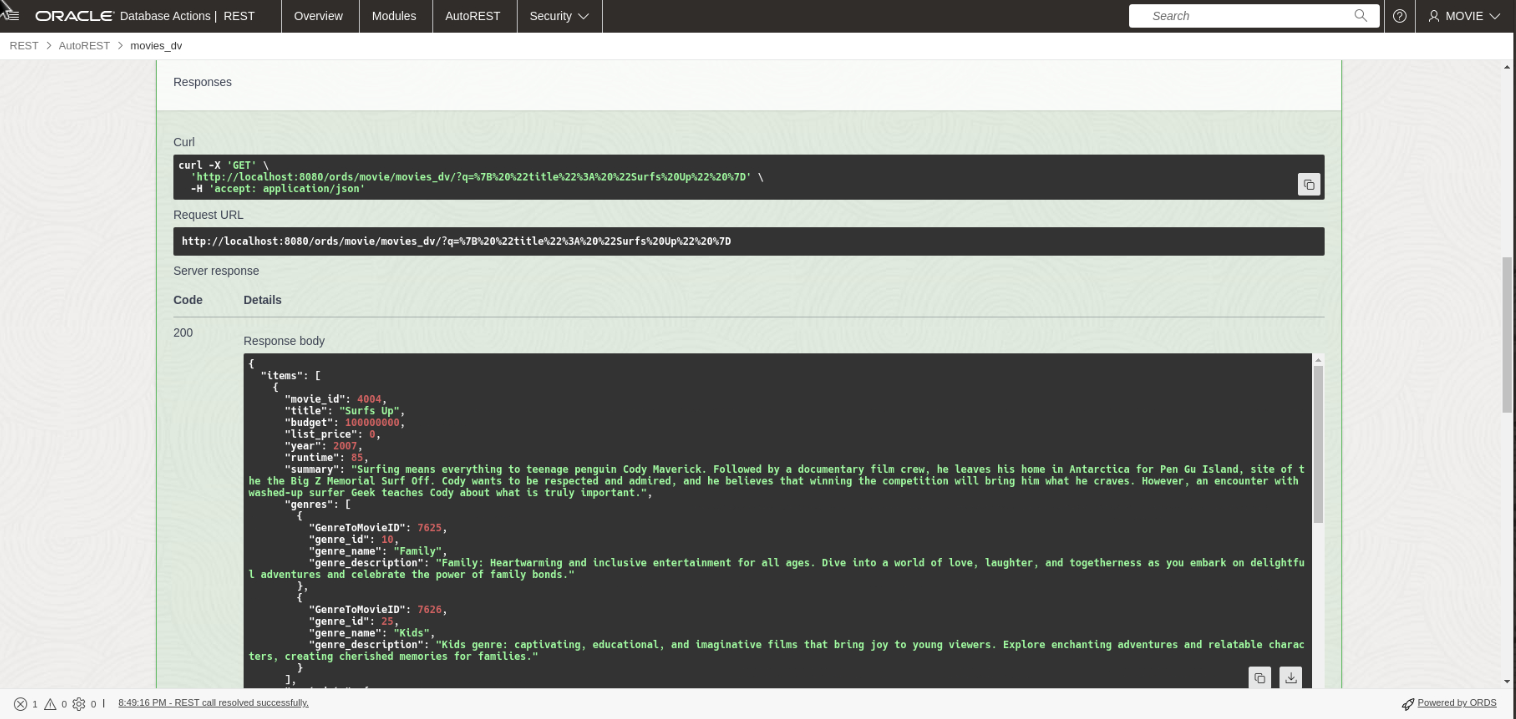 ORACLE Database Actions | REST Overview Modules AutoREST Security Search MOVIE
REST > AutoREST > movies_dv
Responses
Curl
curl -X 'GET' \
'http://localhost:8080/ords/movie/movies_dv/?q=%7B%20%22title%22%3A%20%22Surfs%20Up%22%20%7D' \
-H 'accept: application/json'
Request URL
http://localhost:8080/ords/movie/movies_dv/?q=%7B%20%22title%22%3A%20%22Surfs%20Up%22%20%7D
Server response
Code Details
200
Response body
{
"items": [
{
"movie_id": 4004,
"title": "Surfs Up",
"budget": 100000000,
"list_price": 0,
"year": 2007,
"runtime": 85,
"summary": "Surfing means everything to teenage penguin Cody Maverick. Followed by a documentary film crew, he leaves his home in Antarctica for Pen Gu Island, site of t
he the Big Z Memorial Surf Off. Cody wants to be respected and admired, and he believes that winning the competition will bring him what he craves. However, an encounter with
washed-up surfer Geek teaches Cody about what is truly important.",
"genres": [
{
"GenreToMovieID": 7625,
"genre_id": 10,
"genre_name": "Family",
"genre_description": "Family: Heartwarming and inclusive entertainment for all ages. Dive into a world of love, laughter, and togetherness as you embark on delightfu
l adventures and celebrate the power of family bonds."
},
{
"GenreToMovieID": 7626,
"genre_id": 25,
"genre_name": "Kids",
"genre_description": "Kids genre: captivating, educational, and imaginative films that bring joy to young viewers. Explore enchanting adventures and relatable charac
ters, creating cherished memories for families."
}
],
1 0 0 | 8:49:16 PM - REST call resolved successfully. Powered by ORDS